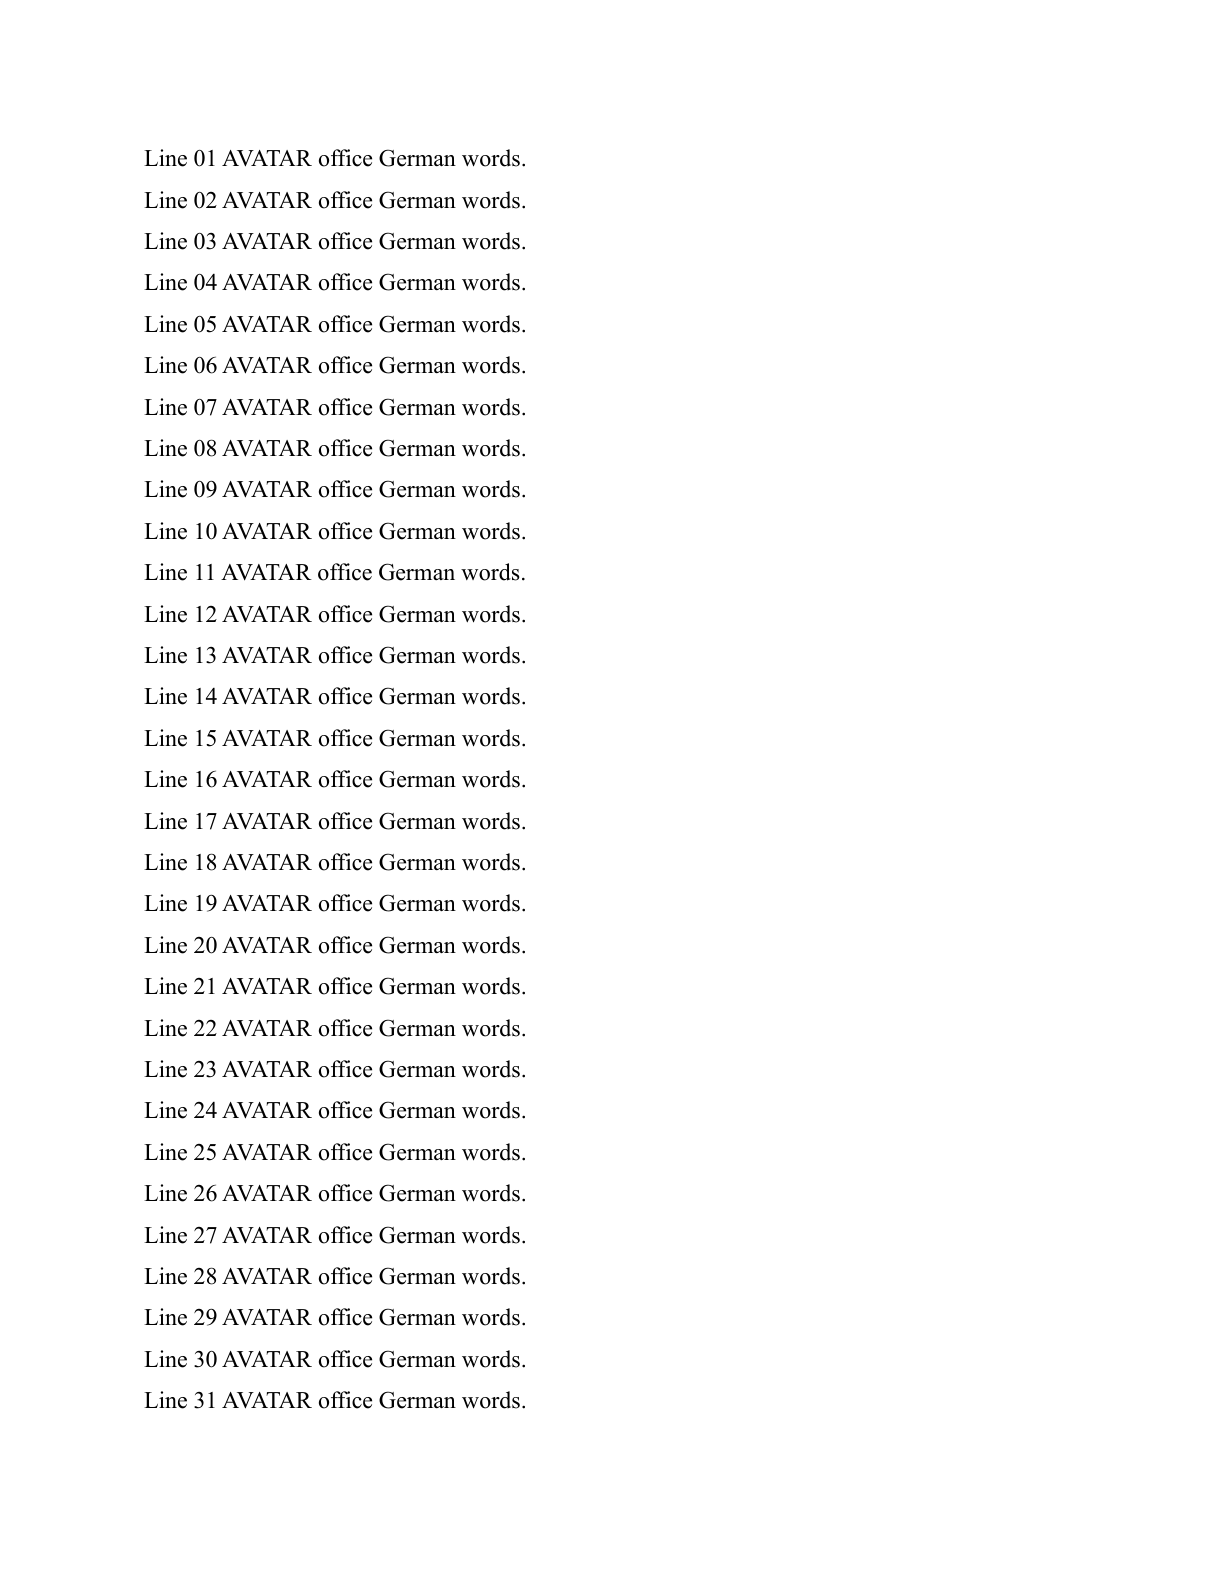 Line 01 AVATAR office German words.
Line 02 AVATAR office German words.
Line 03 AVATAR office German words.
Line 04 AVATAR office German words.
Line 05 AVATAR office German words.
Line 06 AVATAR office German words.
Line 07 AVATAR office German words.
Line 08 AVATAR office German words.
Line 09 AVATAR office German words.
Line 10 AVATAR office German words.
Line 11 AVATAR office German words.
Line 12 AVATAR office German words.
Line 13 AVATAR office German words.
Line 14 AVATAR office German words.
Line 15 AVATAR office German words.
Line 16 AVATAR office German words.
Line 17 AVATAR office German words.
Line 18 AVATAR office German words.
Line 19 AVATAR office German words.
Line 20 AVATAR office German words.
Line 21 AVATAR office German words.
Line 22 AVATAR office German words.
Line 23 AVATAR office German words.
Line 24 AVATAR office German words.
Line 25 AVATAR office German words.
Line 26 AVATAR office German words.
Line 27 AVATAR office German words.
Line 28 AVATAR office German words.
Line 29 AVATAR office German words.
Line 30 AVATAR office German words.
Line 31 AVATAR office German words.